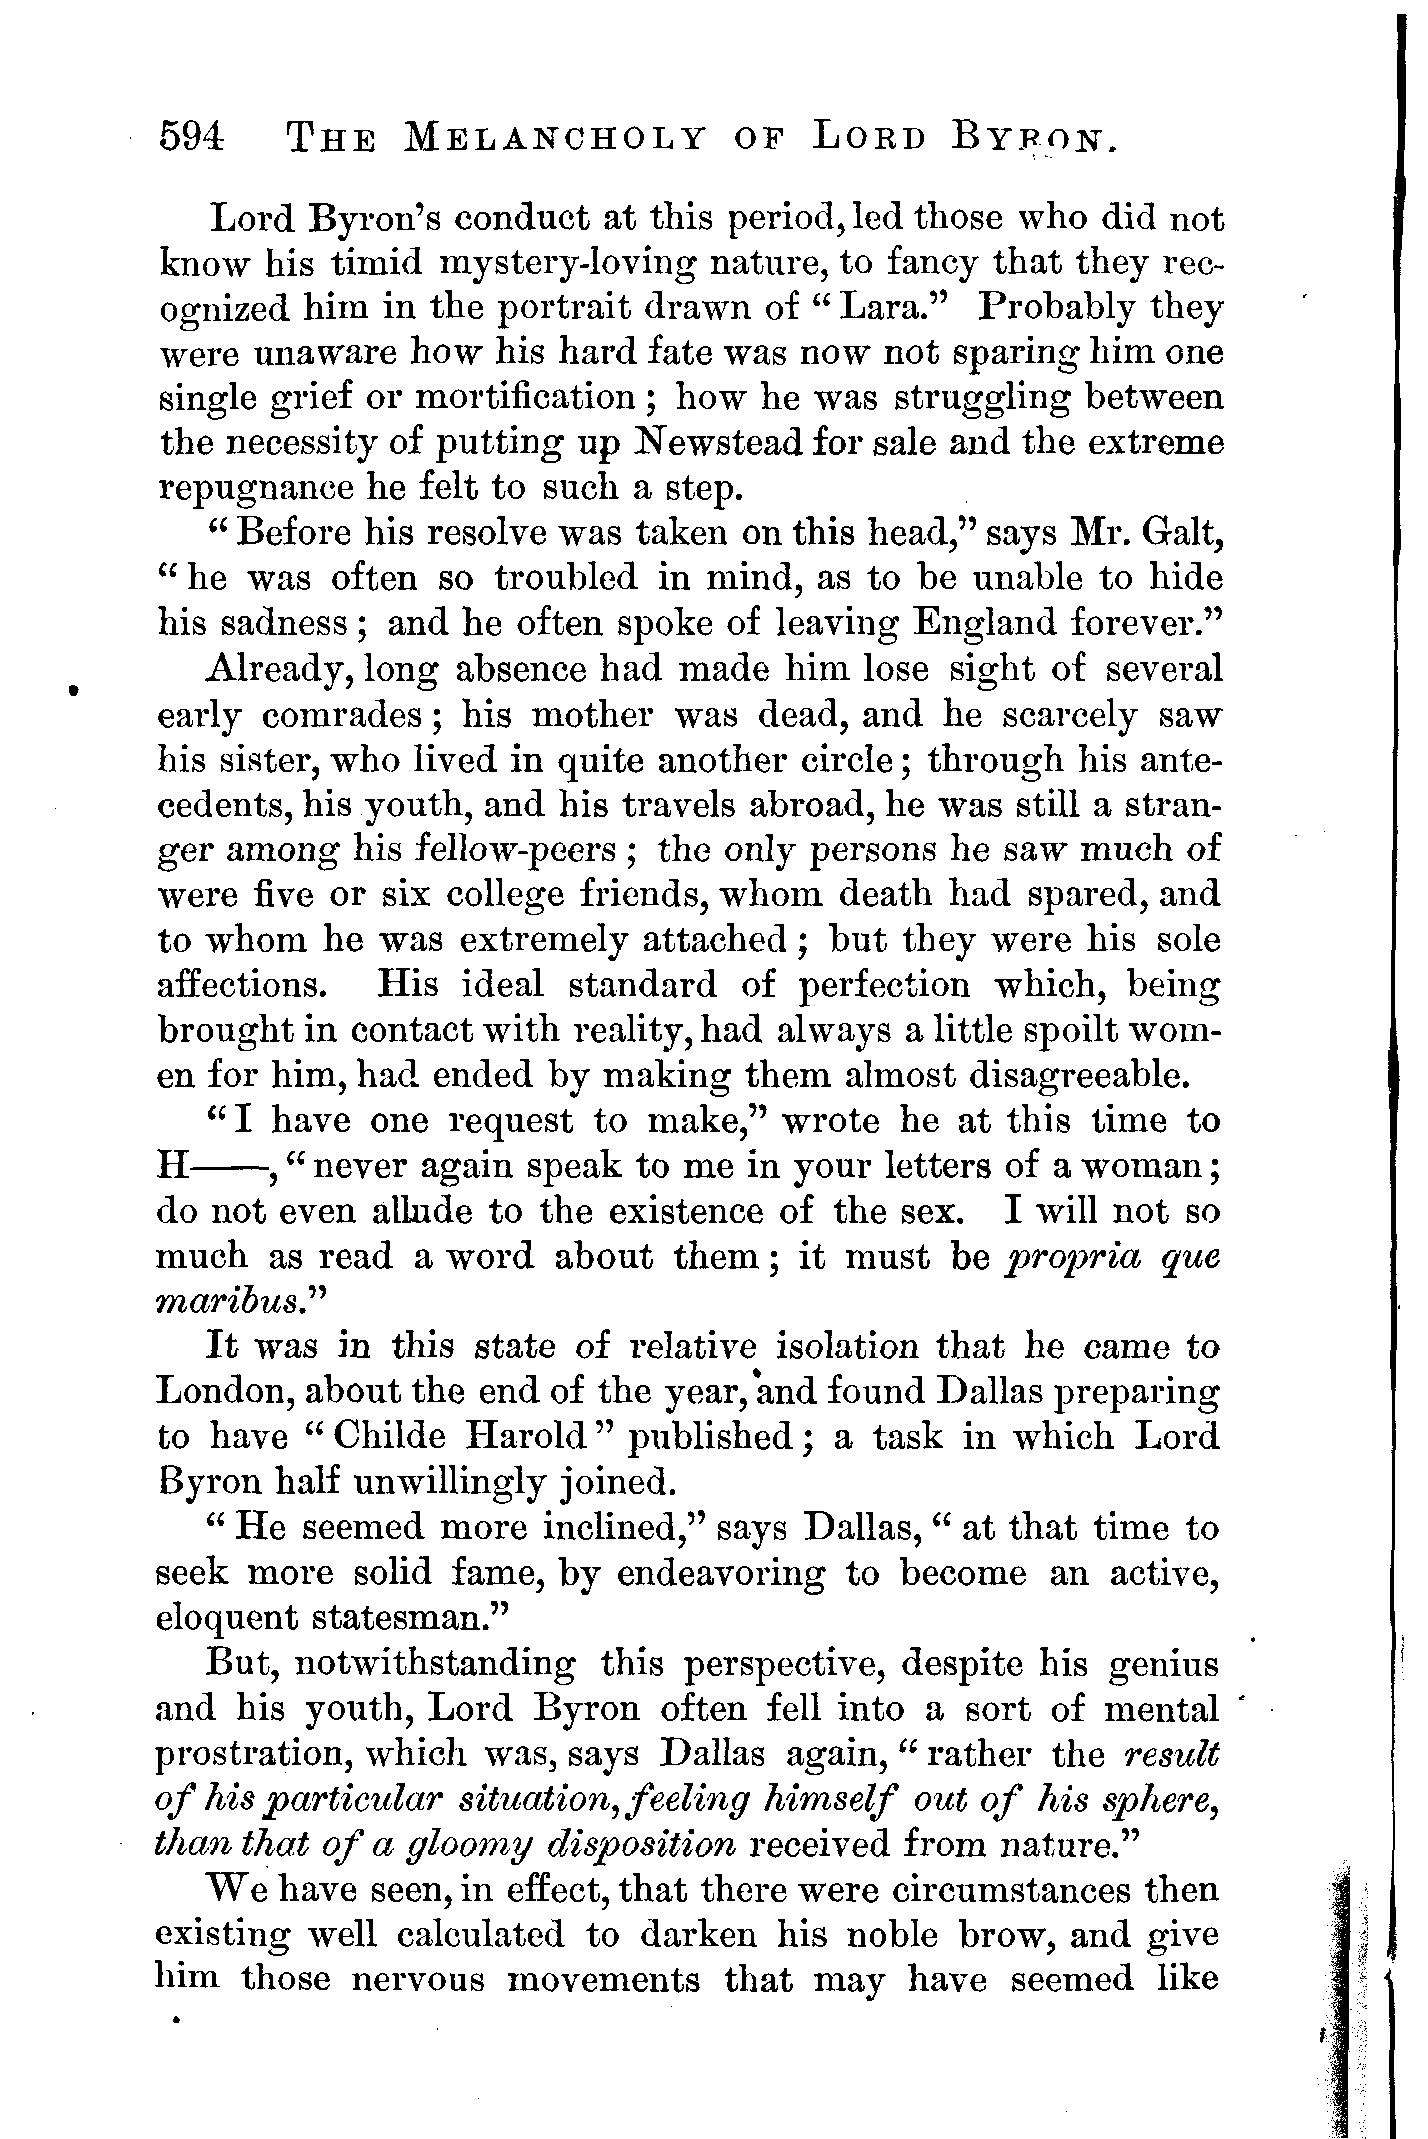 594 THE MELANCHOLY OF LORD BYRON.
Lord Byron's conduct at this period, led those who did not
know his timid mystery-loving nature, to fancy that they rec-
ognized him in the portrait drawn of “Lara.” Probably they
were unaware how his hard fate was now not sparing him one
single grief or mortification; how he was struggling between
the necessity of putting up Newstead for sale and the extreme
repugnance he felt to such a step.
“Before his resolve was taken on this head,” says Mr. Galt,
“he was often so troubled in mind, as to be unable to hide
his sadness; and he often spoke of leaving England forever.”
Already, long absence had made him lose sight of several
early comrades; his mother was dead, and he scarcely saw
his sister, who lived in quite another circle; through his ante-
cedents, his youth, and his travels abroad, he was still a stran-
ger among his fellow-peers; the only persons he saw much of
were five or six college friends, whom death had spared, and
to whom he was extremely attached; but they were his sole
affections. His ideal standard of perfection which, being
brought in contact with reality, had always a little spoilt wom-
en for him, had ended by making them almost disagreeable.
“I have one request to make,” wrote he at this time to
H——, “never again speak to me in your letters of a woman;
do not even allude to the existence of the sex. I will not so
much as read a word about them; it must be propria que
maribus.”
It was in this state of relative isolation that he came to
London, about the end of the year, and found Dallas preparing
to have “Childe Harold” published; a task in which Lord
Byron half unwillingly joined.
“He seemed more inclined,” says Dallas, “at that time to
seek more solid fame, by endeavoring to become an active,
eloquent statesman.”
But, notwithstanding this perspective, despite his genius
and his youth, Lord Byron often fell into a sort of mental
prostration, which was, says Dallas again, “rather the result
of his particular situation, feeling himself out of his sphere,
than that of a gloomy disposition received from nature.”
We have seen, in effect, that there were circumstances then
existing well calculated to darken his noble brow, and give
him those nervous movements that may have seemed like